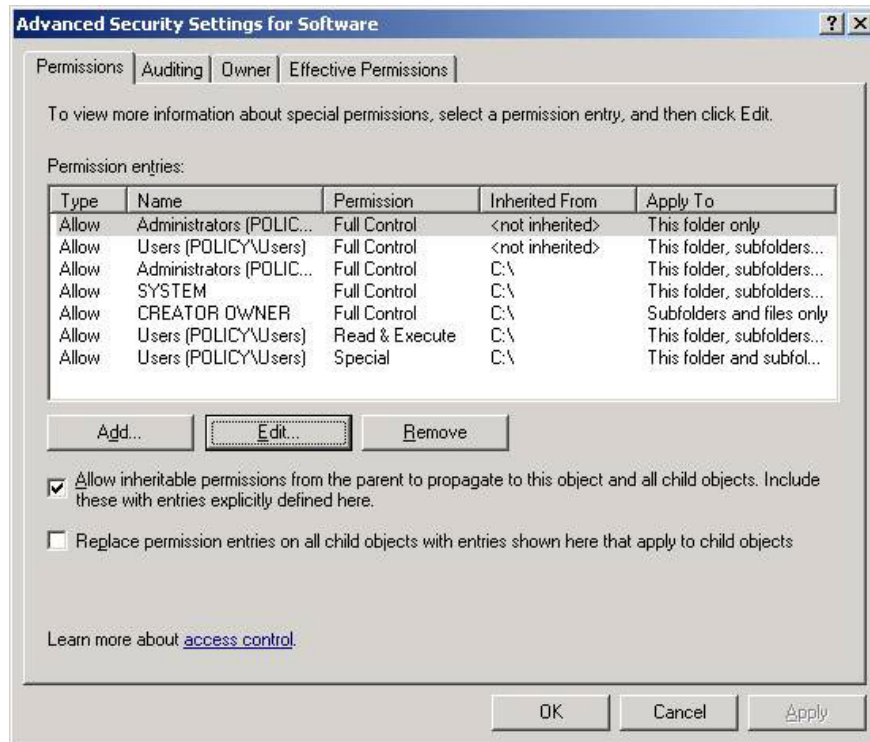 Advanced Security Settings for Software
Permissions Auditing Owner Effective Permissions
To view more information about special permissions, select a permission entry, and then click Edit.
Permission entries:
Type Name Permission Inherited From Apply To
Allow Administrators (POLIC... Full Control <not inherited> This folder only
Allow Users (POLICY\Users) Full Control <not inherited> This folder, subfolders...
Allow Administrators (POLIC... Full Control C:\ This folder, subfolders...
Allow SYSTEM Full Control C:\ This folder, subfolders...
Allow CREATOR OWNER Full Control C:\ Subfolders and files only
Allow Users (POLICY\Users) Read & Execute C:\ This folder, subfolders...
Allow Users (POLICY\Users) Special C:\ This folder and subfol...
Add... Edit... Remove
Allow inheritable permissions from the parent to propagate to this object and all child objects. Include
these with entries explicitly defined here.
Replace permission entries on all child objects with entries shown here that apply to child objects
Learn more about access control.
OK Cancel Apply